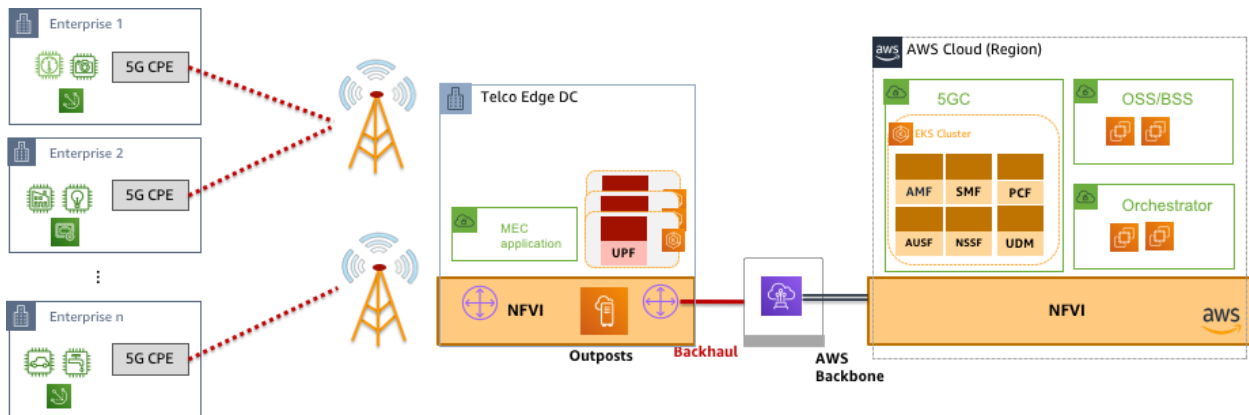 Enterprise 1
5G CPE
Enterprise 2
5G CPE
...
Enterprise n
5G CPE
Telco Edge DC
MEC
application
UPF
NFVI
Outposts
Backhaul
AWS
Backbone
aws
AWS Cloud (Region)
5GC
EKS Cluster
AMF
SMF
PCF
AUSF
NSSF
UDM
OSS/BSS
Orchestrator
NFVI
aws